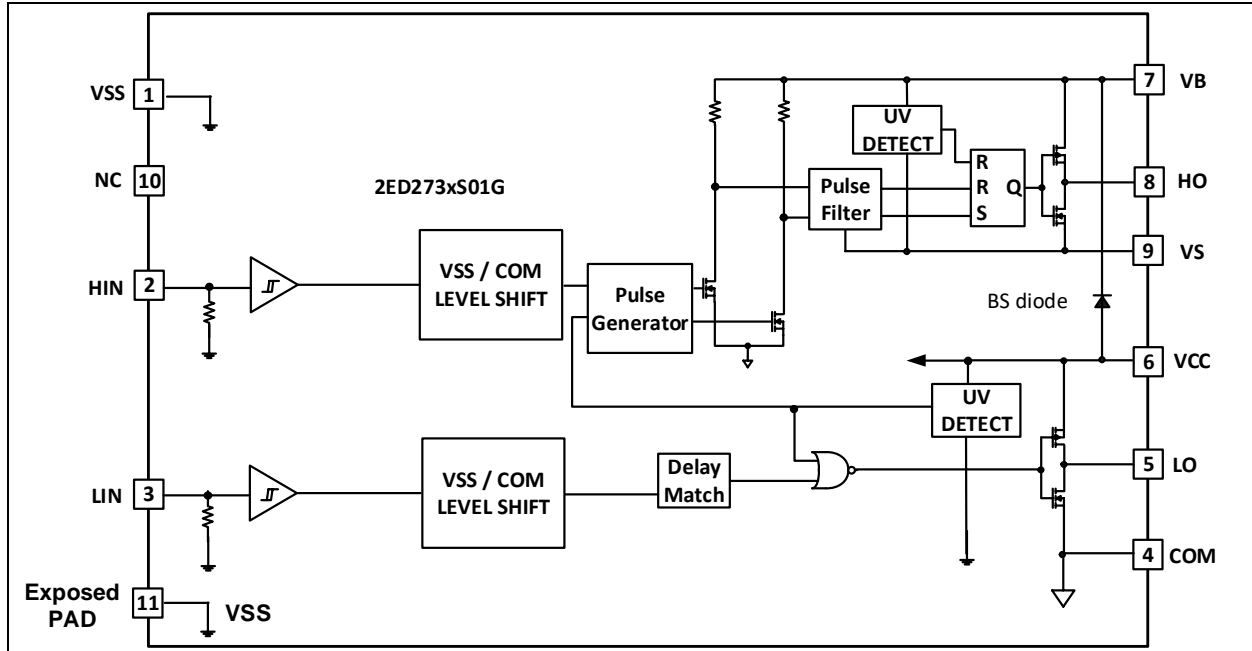 VSS
1
NC
10
2ED273xS01G
HIN
2
VSS / COM
LEVEL SHIFT
Pulse
Generator
UV
DETECT
Pulse
Filter
R
R
S
Q
7
VB
8
HO
9
VS
BS diode
6
VCC
UV
DETECT
LIN
3
VSS / COM
LEVEL SHIFT
Delay
Match
5
LO
4
COM
Exposed
PAD
11
VSS